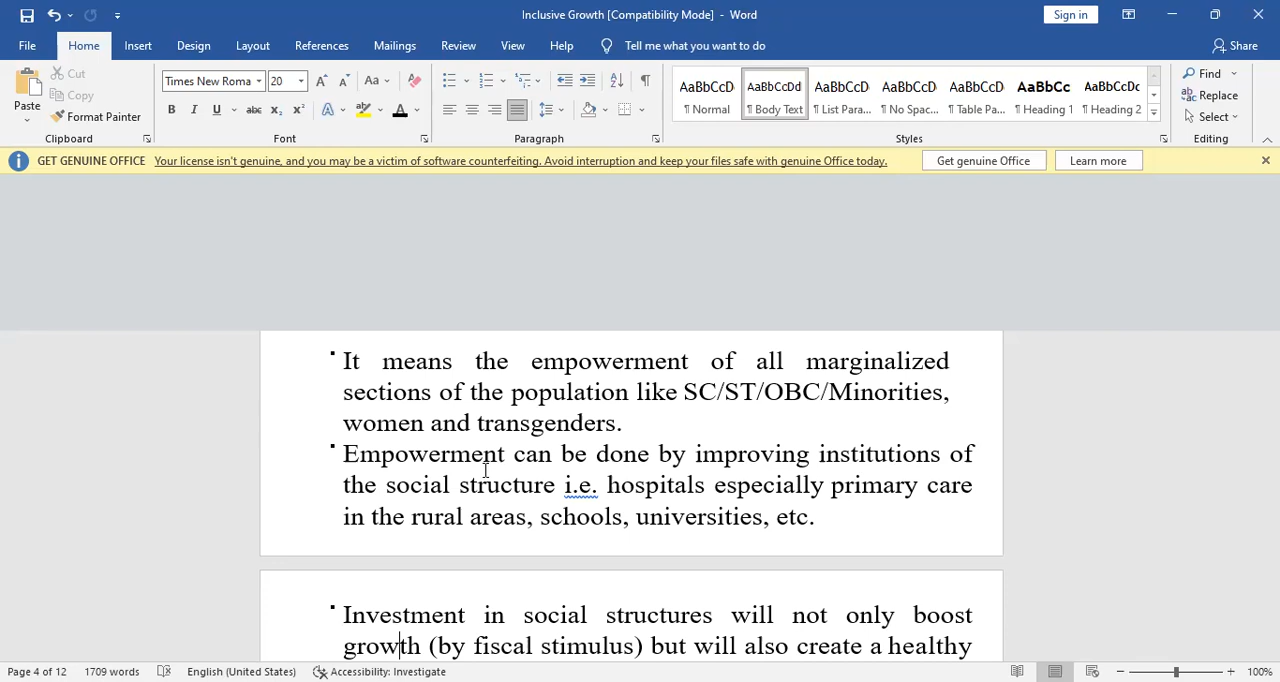 Inclusive Growth [Compatibility Mode] - Word
Sign in
File Home Insert Design Layout References Mailings Review View Help Tell me what you want to do Share
Paste
Cut
Copy
Format Painter
Times New Roma 20
Aa
B I U abc x₂ x² A A
AaBbCcD AaBbCcDd AaBbCcD AaBbCcD AaBbCcD AaBbCc AaBbCcDc
¶ Normal ¶ Body Text ¶ List Para... ¶ No Spac... ¶ Table Pa... ¶ Heading 1 ¶ Heading 2
Find
Replace
Select
Clipboard Font Paragraph Styles Editing
GET GENUINE OFFICE Your license isn't genuine, and you may be a victim of software counterfeiting. Avoid interruption and keep your files safe with genuine Office today. Get genuine Office Learn more
▪ It means the empowerment of all marginalized
sections of the population like SC/ST/OBC/Minorities,
women and transgenders.
▪ Empowerment can be done by improving institutions of
the social structure i.e. hospitals especially primary care
in the rural areas, schools, universities, etc.
▪ Investment in social structures will not only boost
growth (by fiscal stimulus) but will also create a healthy
Page 4 of 12 1709 words English (United States) Accessibility: Investigate 100%